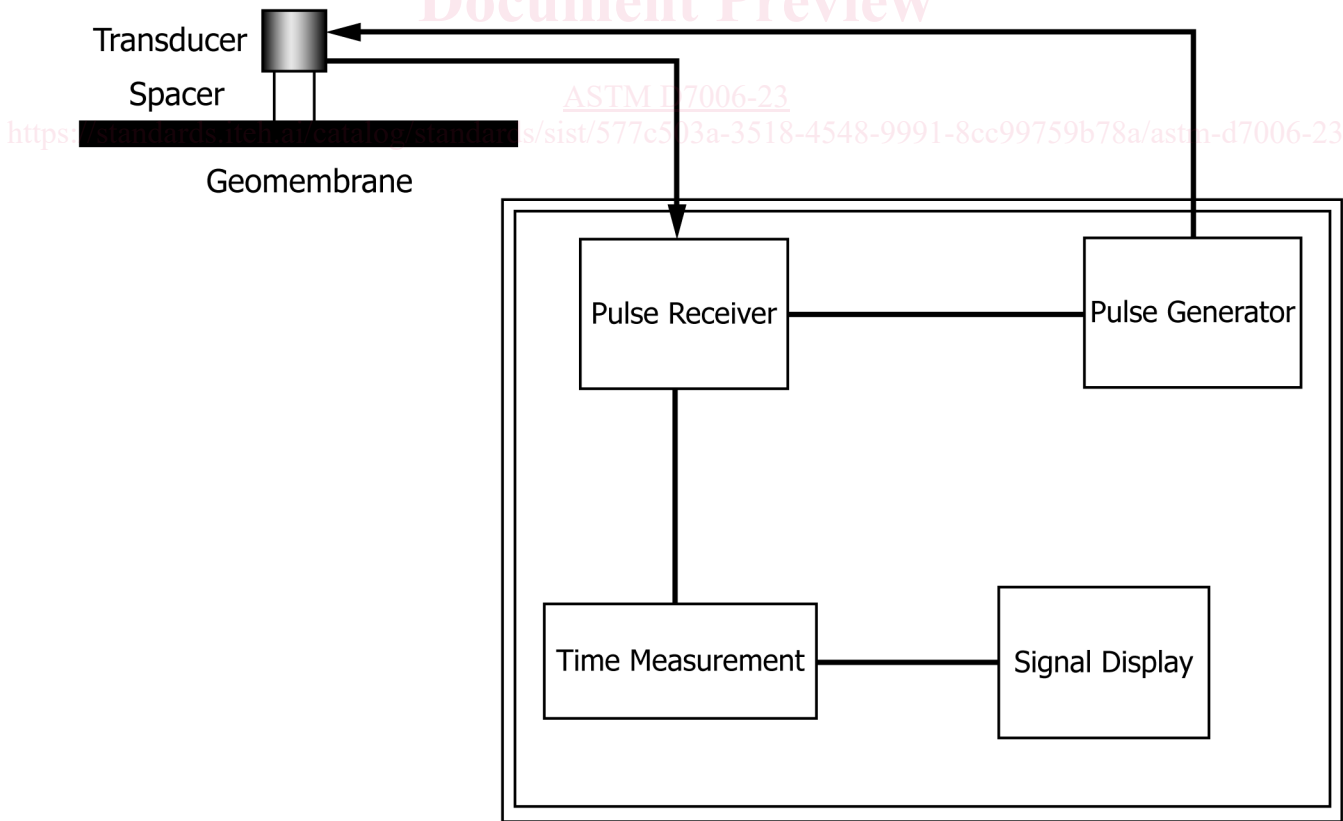 Document Preview
Transducer
Spacer
ASTM D7006-23
https://standards.iteh.ai/catalog/standards/sist/577c503a-3518-4548-9991-8cc99759b78a/astm-d7006-23
Geomembrane
Pulse Receiver
Pulse Generator
Time Measurement
Signal Display